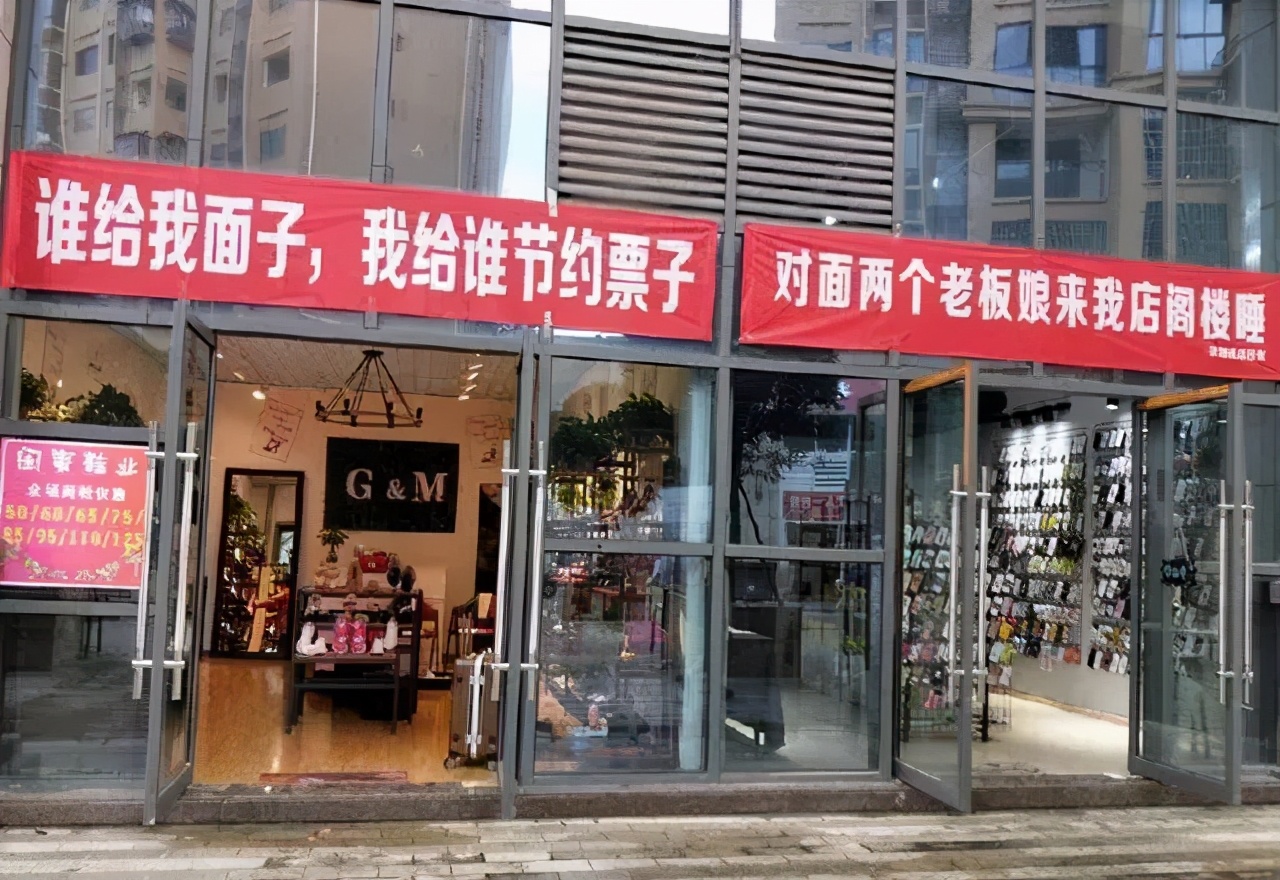 谁给我面子，我给谁节约票子
对面两个老板娘来我店阁楼睡
G & M
50/60/65/75/
85/95/110/125